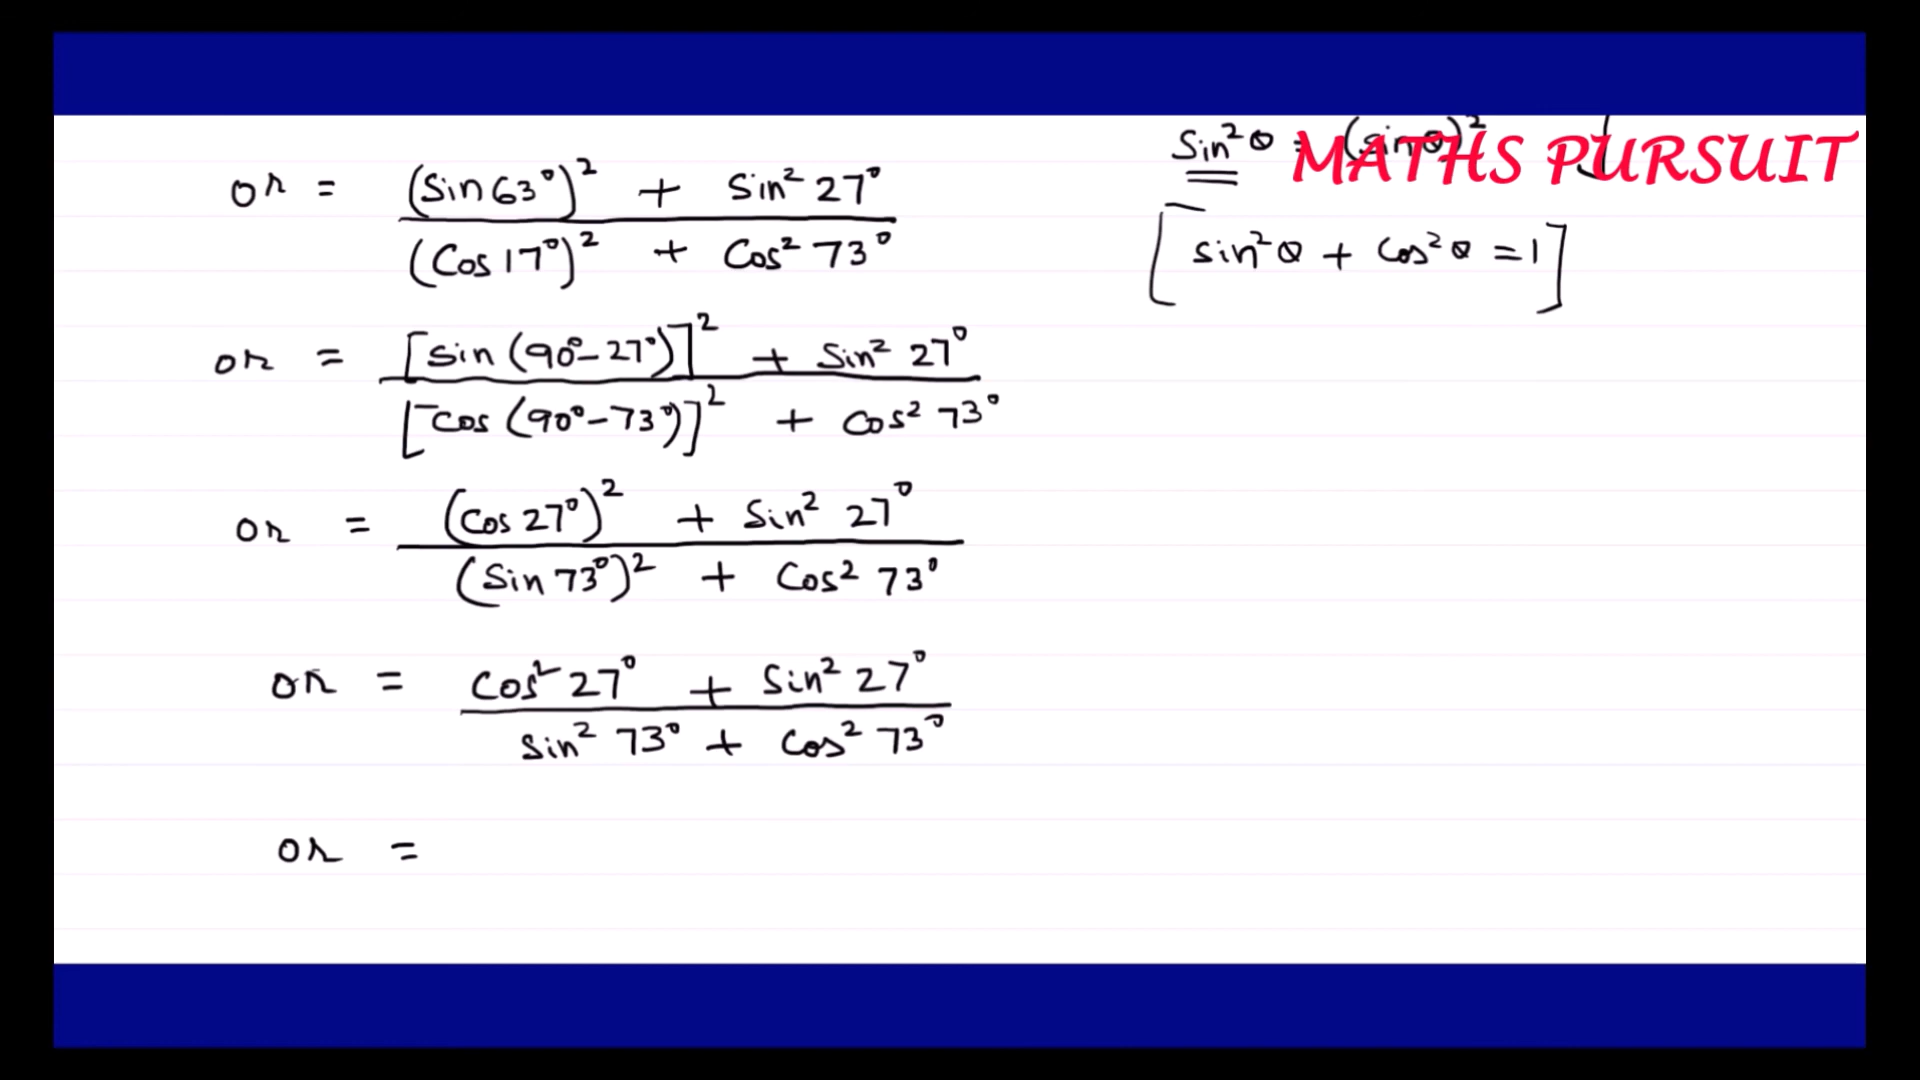 sin²θ = (sinθ)²
MATHS PURSUIT
or = (Sin 63°)² + Sin² 27° / (Cos 17°)² + Cos² 73°
[sin²θ + Cos²θ = 1]
or = [sin (90° – 27°)]² + Sin² 27° / [cos (90° – 73°)]² + Cos² 73°
or = (Cos 27°)² + Sin² 27° / (Sin 73°)² + Cos² 73°
or = Cos² 27° + Sin² 27° / Sin² 73° + Cos² 73°
or =